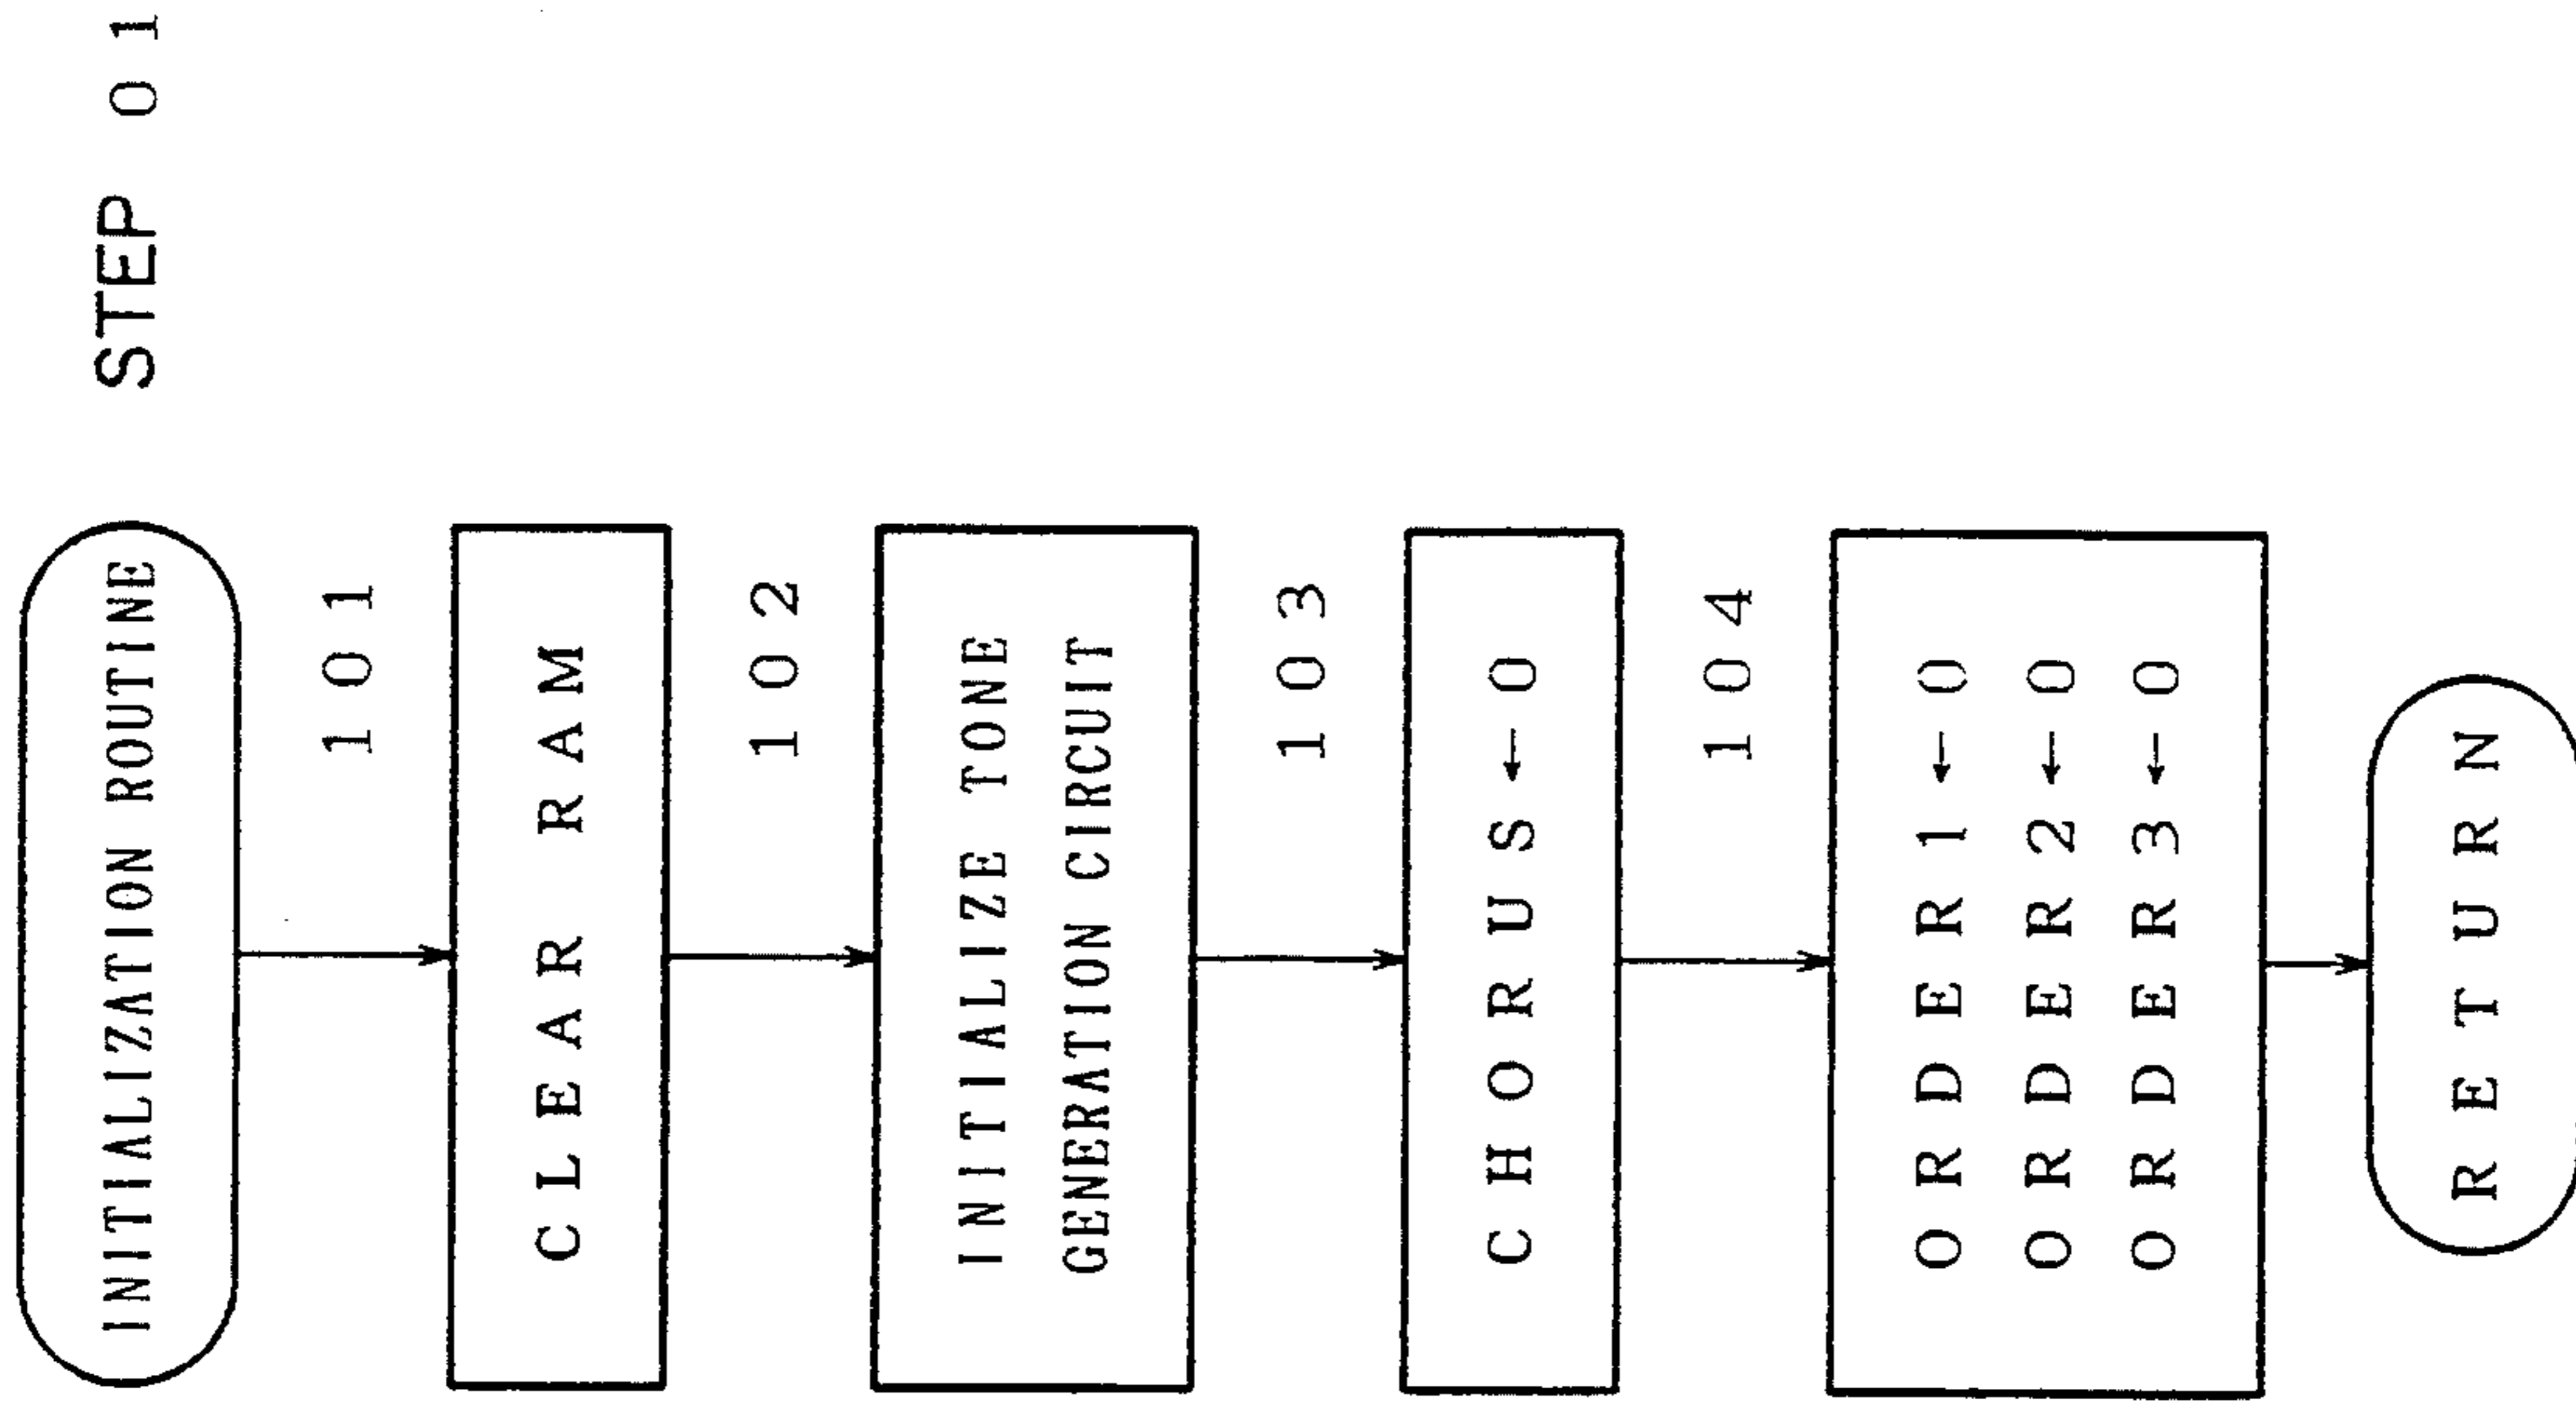 INITIALIZATION ROUTINE STEP 01
101
CLEAR RAM
102
INITIALIZE TONE
GENERATION CIRCUIT
103
CHORUS←0
104
ORDER1←0
ORDER2←0
ORDER3←0
RETURN